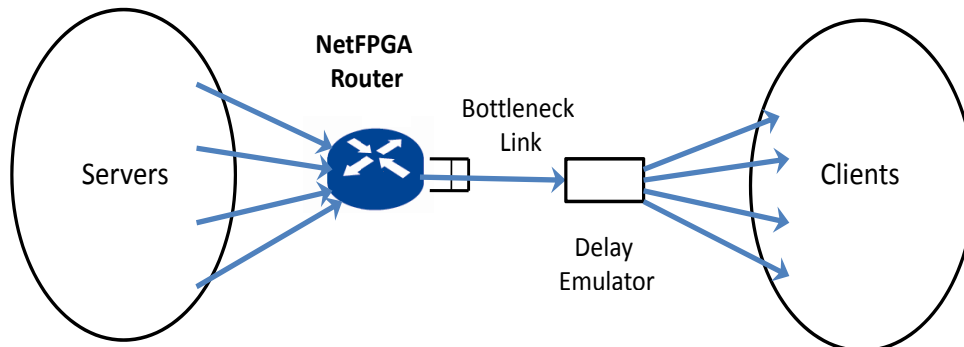 NetFPGA
Router
Bottleneck
Link
Servers
Clients
Delay
Emulator